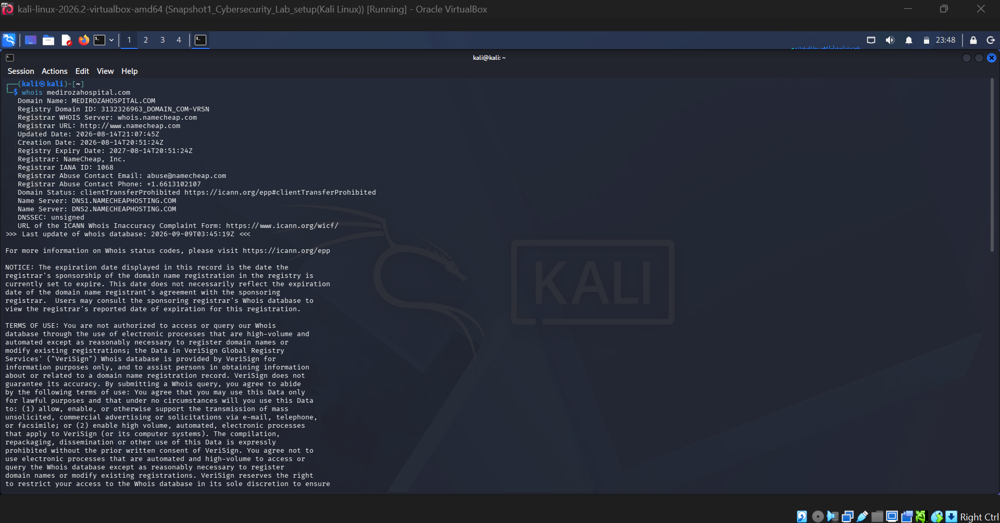 kali-linux-2026.2-virtualbox-amd64 (Snapshot1_Cybersecurity_Lab_setup(Kali Linux)) [Running] - Oracle VirtualBox
1 2 3 4 23:48
kali@kali: ~
Session Actions Edit View Help
┌──(kali㉿kali)-[~]
└─$ whois medirozahospital.com
Domain Name: MEDIROZAHOSPITAL.COM
Registry Domain ID: 3132326963_DOMAIN_COM-VRSN
Registrar WHOIS Server: whois.namecheap.com
Registrar URL: http://www.namecheap.com
Updated Date: 2026-08-14T21:07:45Z
Creation Date: 2026-08-14T20:51:24Z
Registry Expiry Date: 2027-08-14T20:51:24Z
Registrar: NameCheap, Inc.
Registrar IANA ID: 1068
Registrar Abuse Contact Email: abuse@namecheap.com
Registrar Abuse Contact Phone: +1.6613102107
Domain Status: clientTransferProhibited https://icann.org/epp#clientTransferProhibited
Name Server: DNS1.NAMECHEAPHOSTING.COM
Name Server: DNS2.NAMECHEAPHOSTING.COM
DNSSEC: unsigned
URL of the ICANN Whois Inaccuracy Complaint Form: https://www.icann.org/wicf/
>>> Last update of whois database: 2026-09-09T03:45:19Z <<<
For more information on Whois status codes, please visit https://icann.org/epp
NOTICE: The expiration date displayed in this record is the date the
registrar's sponsorship of the domain name registration in the registry is
currently set to expire. This date does not necessarily reflect the expiration
date of the domain name registrant's agreement with the sponsoring
registrar.  Users may consult the sponsoring registrar's Whois database to
view the registrar's reported date of expiration for this registration.
TERMS OF USE: You are not authorized to access or query our Whois
database through the use of electronic processes that are high-volume and
automated except as reasonably necessary to register domain names or
modify existing registrations; the Data in VeriSign Global Registry
Services' ("VeriSign") Whois database is provided by VeriSign for
information purposes only, and to assist persons in obtaining information
about or related to a domain name registration record. VeriSign does not
guarantee its accuracy. By submitting a Whois query, you agree to abide
by the following terms of use: You agree that you may use this Data only
for lawful purposes and that under no circumstances will you use this Data
to: (1) allow, enable, or otherwise support the transmission of mass
unsolicited, commercial advertising or solicitations via e-mail, telephone,
or facsimile; or (2) enable high volume, automated, electronic processes
that apply to VeriSign (or its computer systems). The compilation,
repackaging, dissemination or other use of this Data is expressly
prohibited without the prior written consent of VeriSign. You agree not to
use electronic processes that are automated and high-volume to access or
query the Whois database except as reasonably necessary to register
domain names or modify existing registrations. VeriSign reserves the right
to restrict your access to the Whois database in its sole discretion to ensure
KALI
Right Ctrl